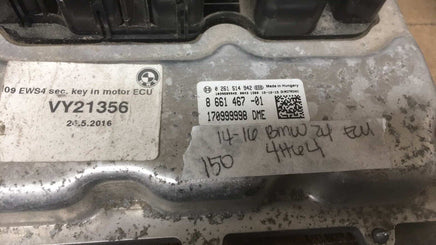 09 EWS4 sec. key in motor ECU
VY21356
24.5.2016
0 261 S14 942
Made in Hungary
8 661 467-01
170999998 DME
14-16 BMW Z4 ECU
150
4H64